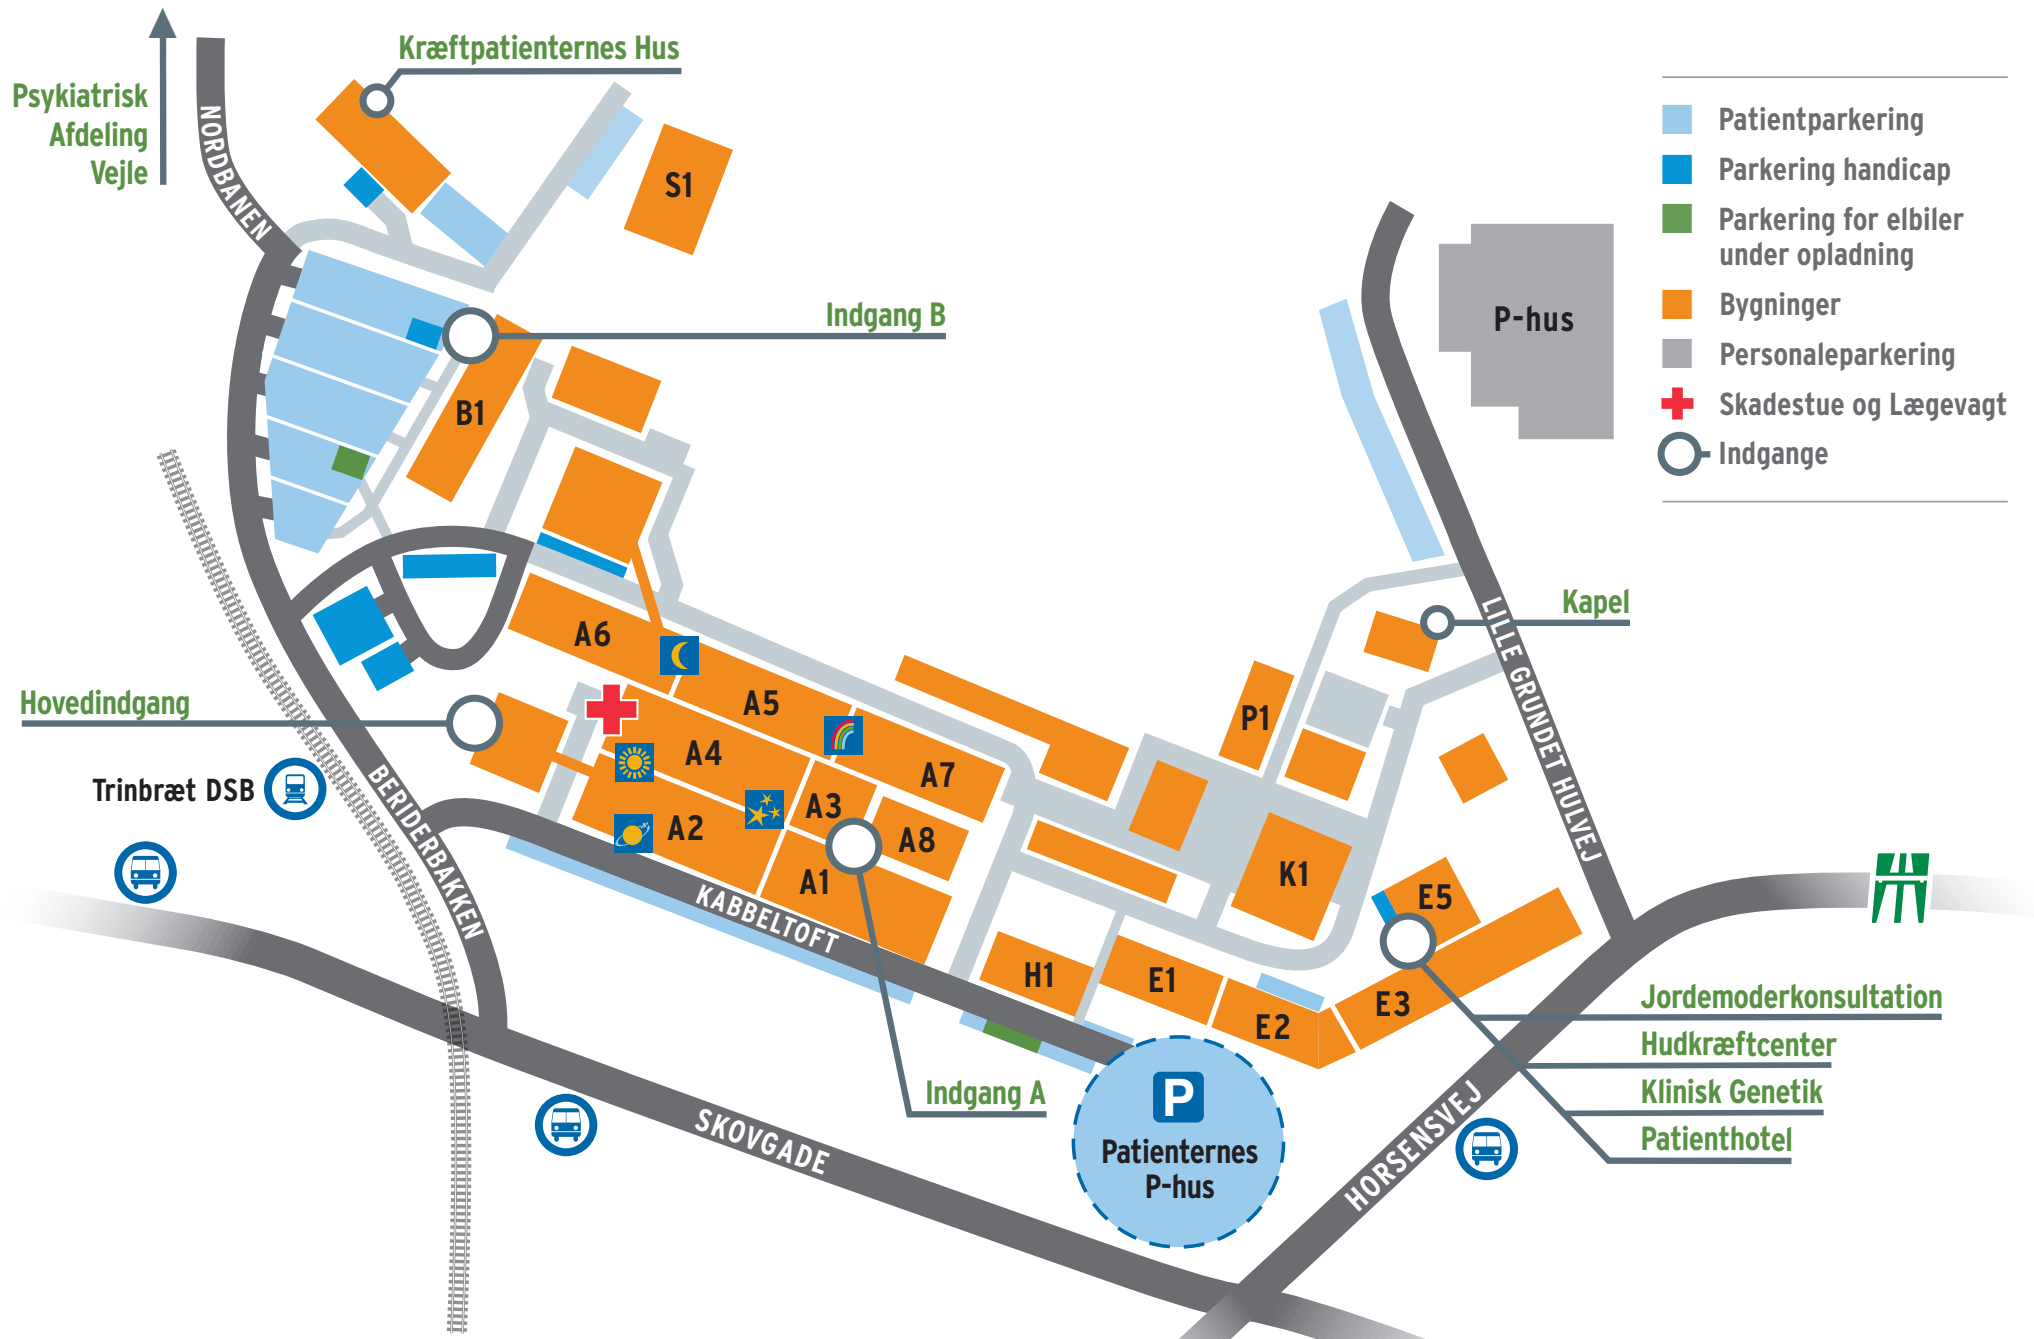 Kræftpatienternes Hus
Psykiatrisk
Afdeling
Vejle
NORDBANEN
S1
Patientparkering
Parkering handicap
Parkering for elbiler
under opladning
Bygninger
Personaleparkering
Skadestue og Lægevagt
Indgange
P-hus
Indgang B
B1
Kapel
LILLE GRUNDET HULVEJ
A6
A5
P1
Hovedindgang
A4
A7
Trinbræt DSB
BERIDERBAKKEN
A3
A2
A8
A1
K1
E5
KABBELTOFT
H1
E1
E2
E3
Jordemoderkonsultation
Hudkræftcenter
Klinisk Genetik
Patienthotel
Indgang A
P
Patienternes
P-hus
SKOVGADE
HORSENSVEJ